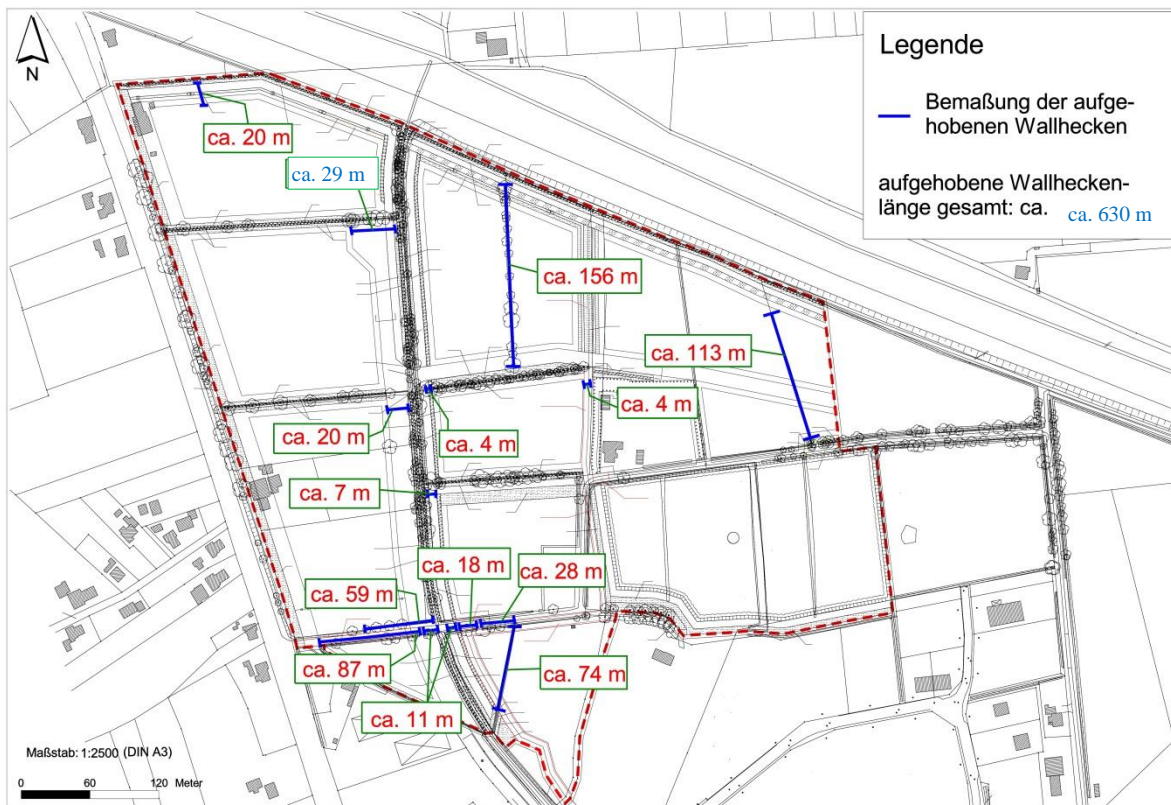 N
Legende
Bemaßung der aufge-
hobenen Wallhecken
aufgehobene Wallhecken-
länge gesamt: ca. ca. 630 m
ca. 20 m
ca. 29 m
ca. 156 m
ca. 113 m
ca. 4 m
ca. 20 m
ca. 4 m
ca. 7 m
ca. 18 m
ca. 28 m
ca. 59 m
ca. 87 m
ca. 74 m
ca. 11 m
Maßstab: 1:2500 (DIN A3)
0 60 120 Meter